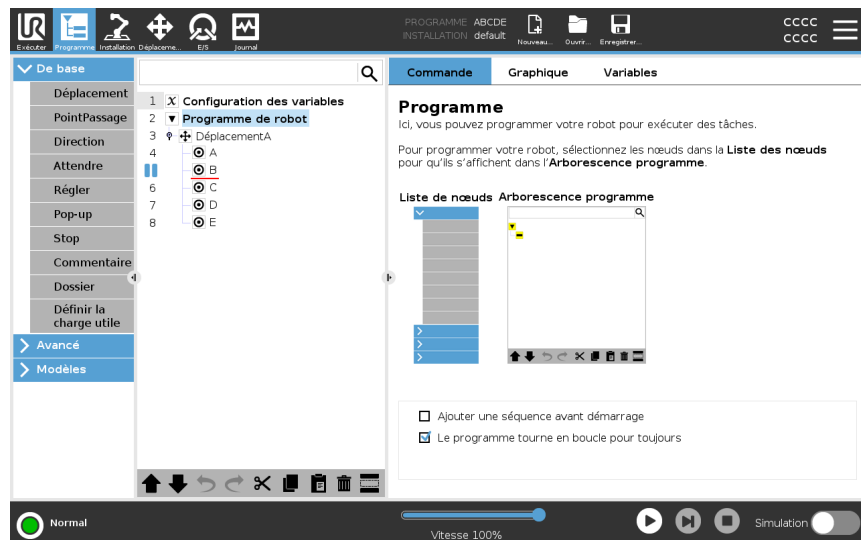 PROGRAMME ABCDE
INSTALLATION default
Exécuter
Programme
Installation
Déplaceme...
E/S
Journal
Nouveau...
Ouvrir...
Enregistrer...
cccc
cccc
De base
Déplacement
PointPassage
Direction
Attendre
Régler
Pop-up
Stop
Commentaire
Dossier
Définir la
charge utile
Avancé
Modèles
1 X Configuration des variables
2 Programme de robot
3 DéplacementA
4 A
B
6 C
7 D
8 E
Commande Graphique Variables
Programme
Ici, vous pouvez programmer votre robot pour exécuter des tâches.
Pour programmer votre robot, sélectionnez les nœuds dans la Liste des nœuds
pour qu'ils s'affichent dans l'Arborescence programme.
Liste de nœuds Arborescence programme
Ajouter une séquence avant démarrage
Le programme tourne en boucle pour toujours
Normal
Vitesse 100%
Simulation